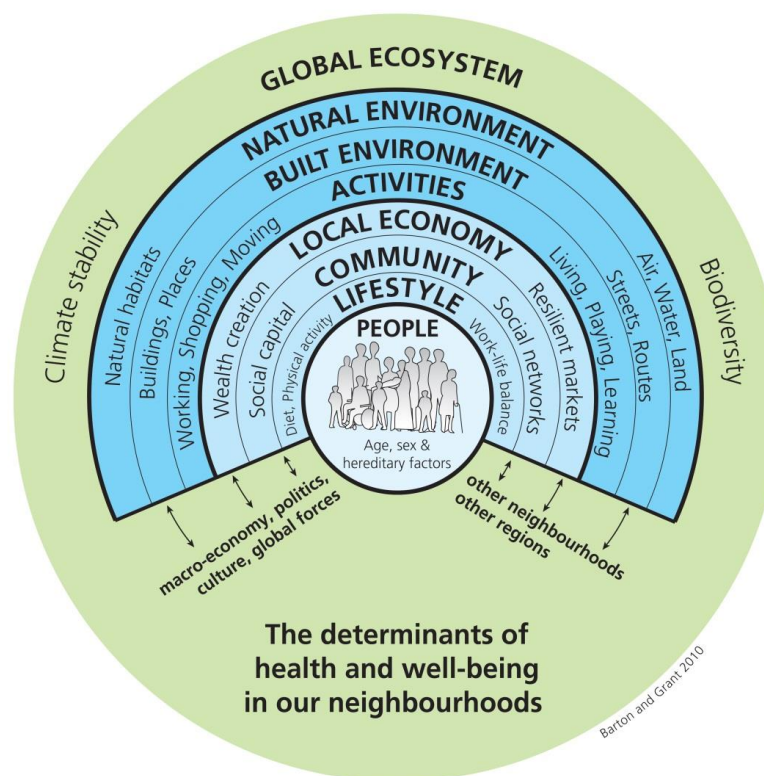 GLOBAL ECOSYSTEM
NATURAL ENVIRONMENT
BUILT ENVIRONMENT
ACTIVITIES
LOCAL ECONOMY
COMMUNITY
LIFESTYLE
PEOPLE
Age, sex &
hereditary factors
Climate stability
Natural habitats
Buildings, Places
Working, Shopping, Moving
Wealth creation
Social capital
Diet, Physical activity
Work-life balance
Social networks
Resilient markets
Living, Playing, Learning
Streets, Routes
Air, Water, Land
Biodiversity
macro-economy, politics,
culture, global forces
other neighbourhoods
other regions
The determinants of
health and well-being
in our neighbourhoods
Barton and Grant 2010